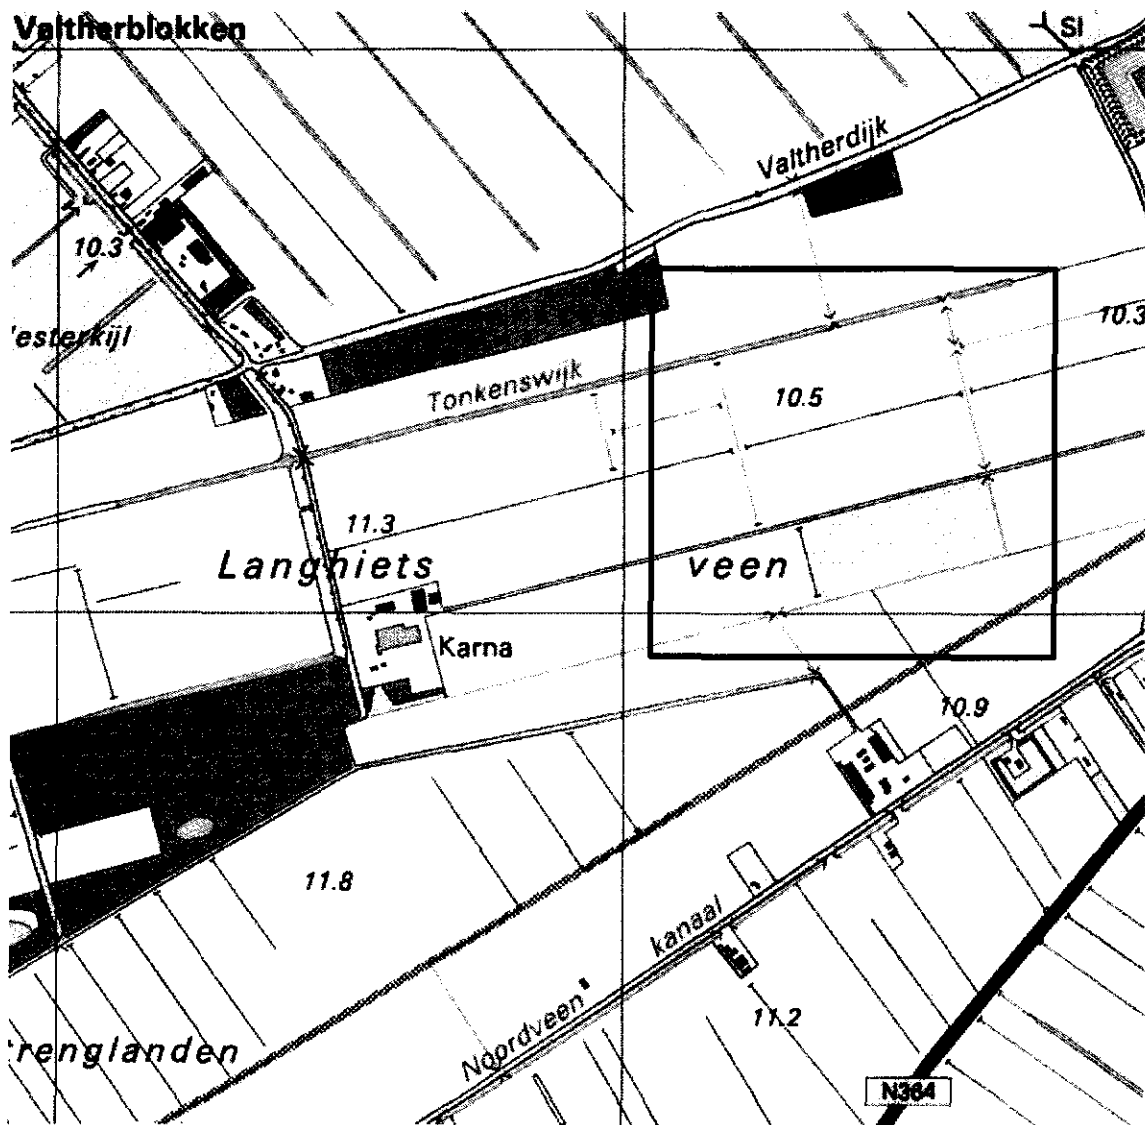 Valtherblokken
Sl
Valtherdijk
10.3
esterkijl
10.3
Tonkenswijk
10.5
11.3
Langhiets veen
Karna
10.9
11.8
kanaal
Noordveen
11.2
renglanden
N364